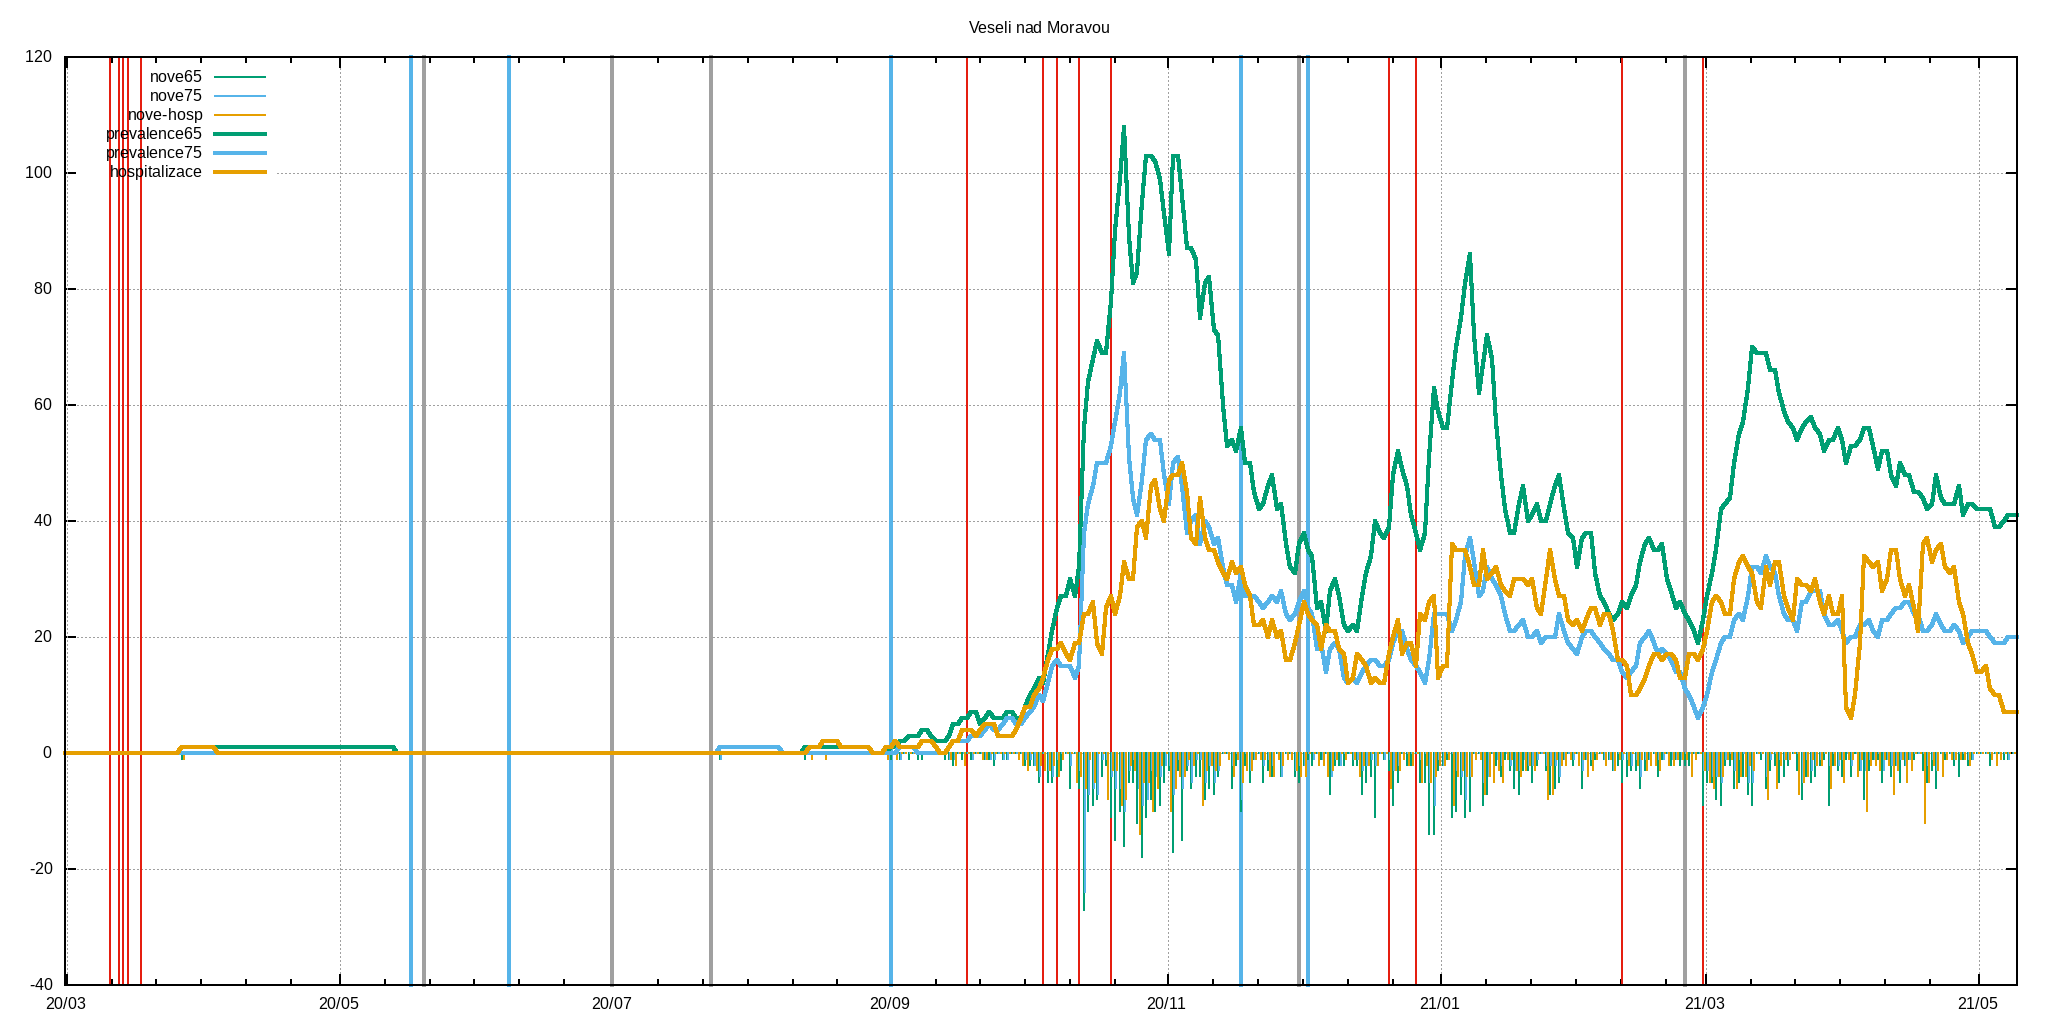 Veseli nad Moravou
120
100
80
60
40
20
0
-20
-40
nove65
nove75
nove-hosp
prevalence65
prevalence75
hospitalizace
20/03 20/05 20/07 20/09 20/11 21/01 21/03 21/05